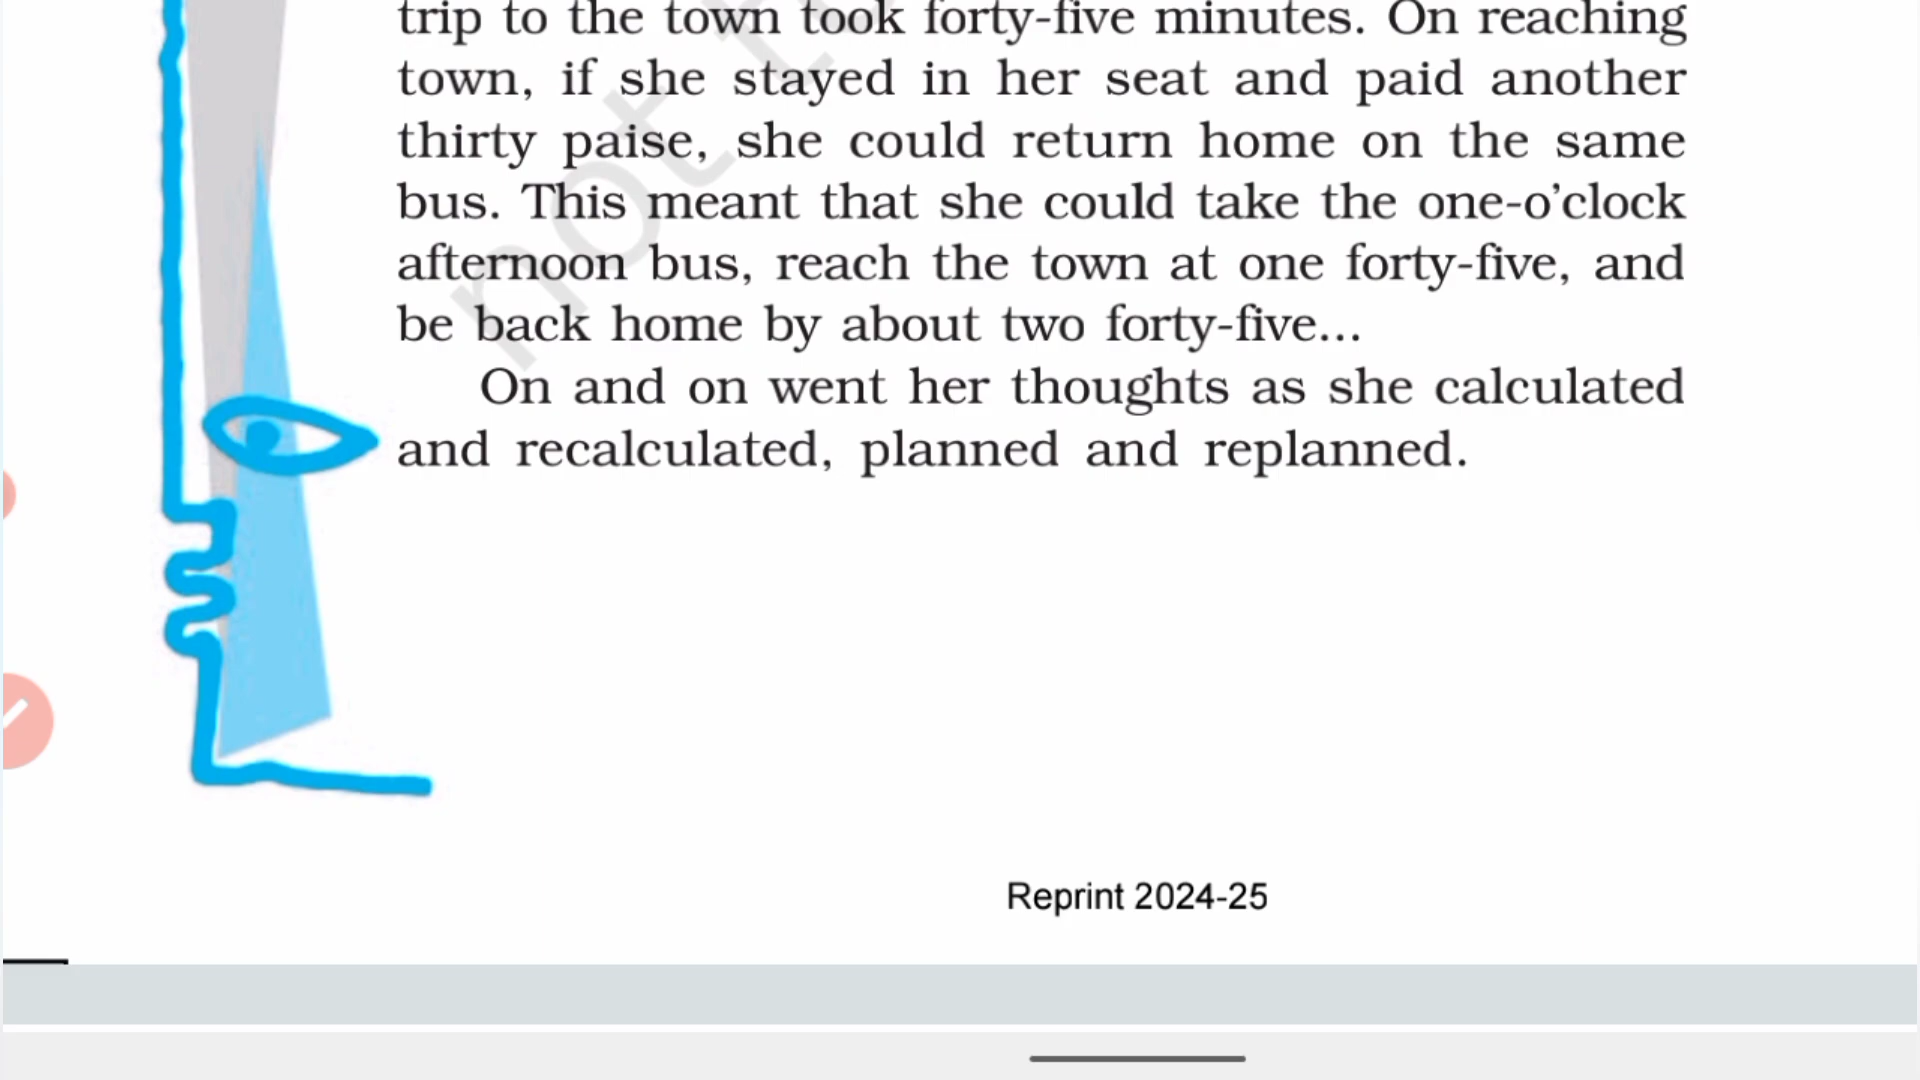 trip to the town took forty-five minutes. On reaching
town, if she stayed in her seat and paid another
thirty paise, she could return home on the same
bus. This meant that she could take the one-o’clock
afternoon bus, reach the town at one forty-five, and
be back home by about two forty-five...
On and on went her thoughts as she calculated
and recalculated, planned and replanned.
not
Reprint 2024-25